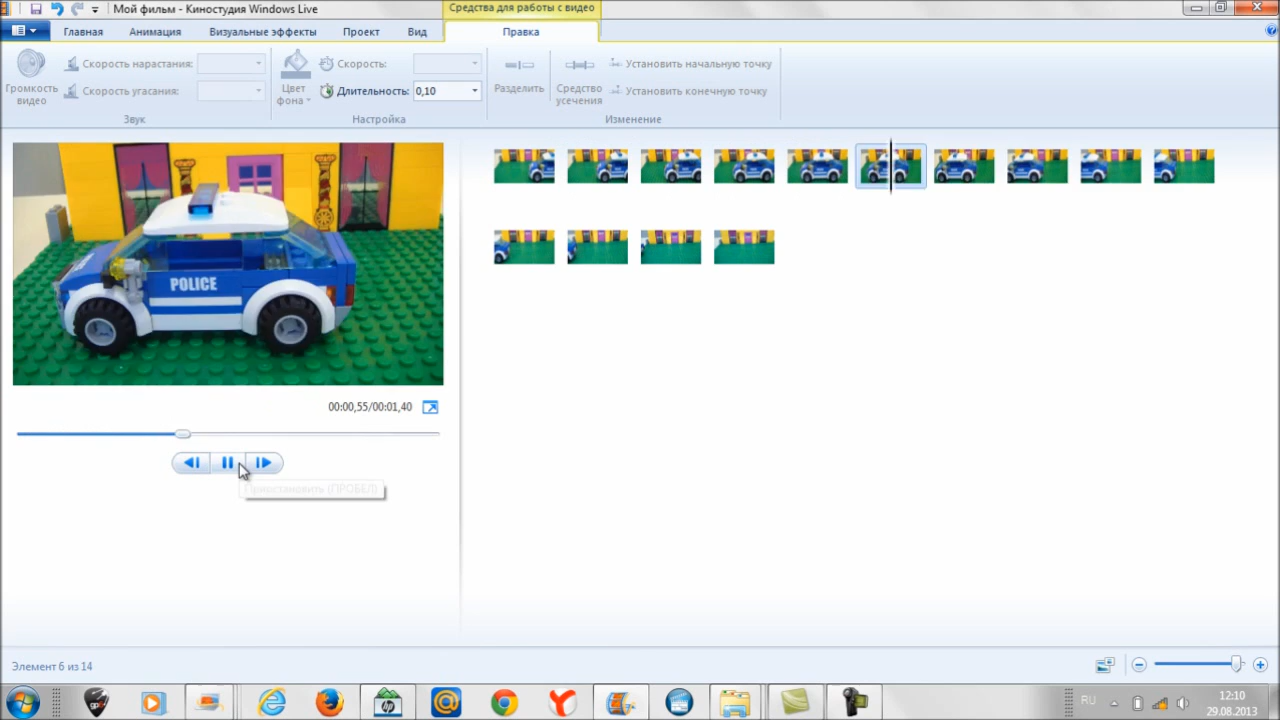 Мой фильм - Киностудия Windows Live
Средства для работы с видео
Главная
Анимация
Визуальные эффекты
Проект
Вид
Правка
Громкость видео
Скорость нарастания:
Скорость угасания:
Звук
Цвет фона
Скорость:
Длительность:
0,10
Настройка
Разделить
Средство усечения
Установить начальную точку
Установить конечную точку
Изменение
POLICE
00:00,55/00:01,40
Приостановить (ПРОБЕЛ)
Элемент 6 из 14
RU
12:10
29.08.2013